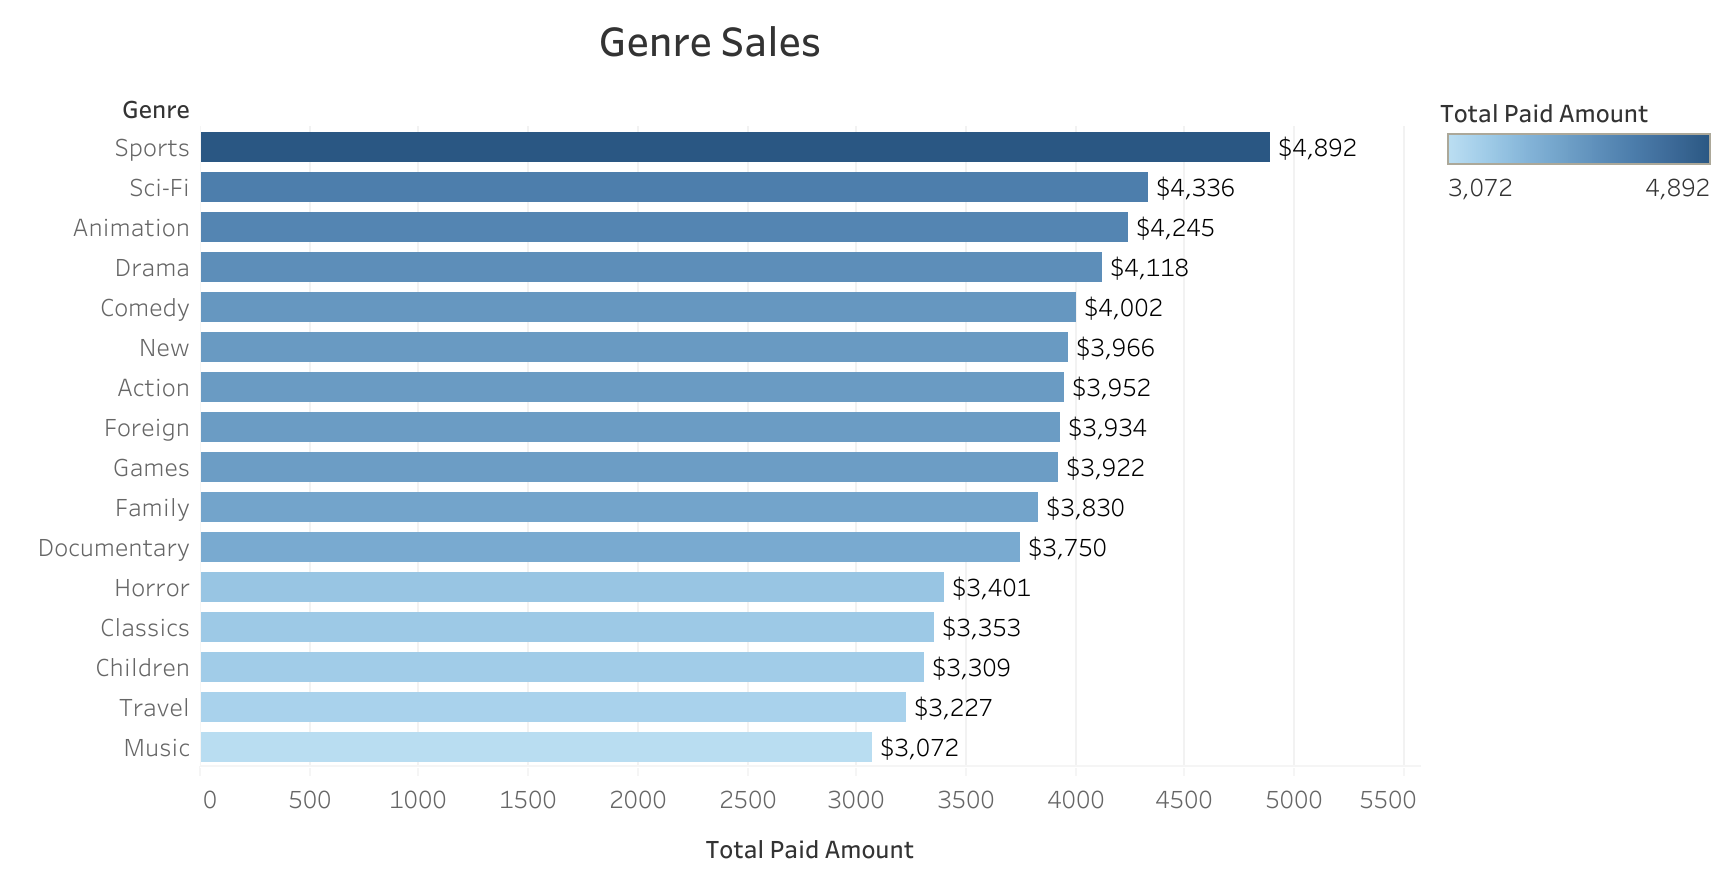 Genre Sales
Genre
Sports $4,892
Sci-Fi $4,336
Animation $4,245
Drama $4,118
Comedy $4,002
New $3,966
Action $3,952
Foreign $3,934
Games $3,922
Family $3,830
Documentary $3,750
Horror $3,401
Classics $3,353
Children $3,309
Travel $3,227
Music $3,072
0 500 1000 1500 2000 2500 3000 3500 4000 4500 5000 5500
Total Paid Amount
Total Paid Amount
3,072 4,892